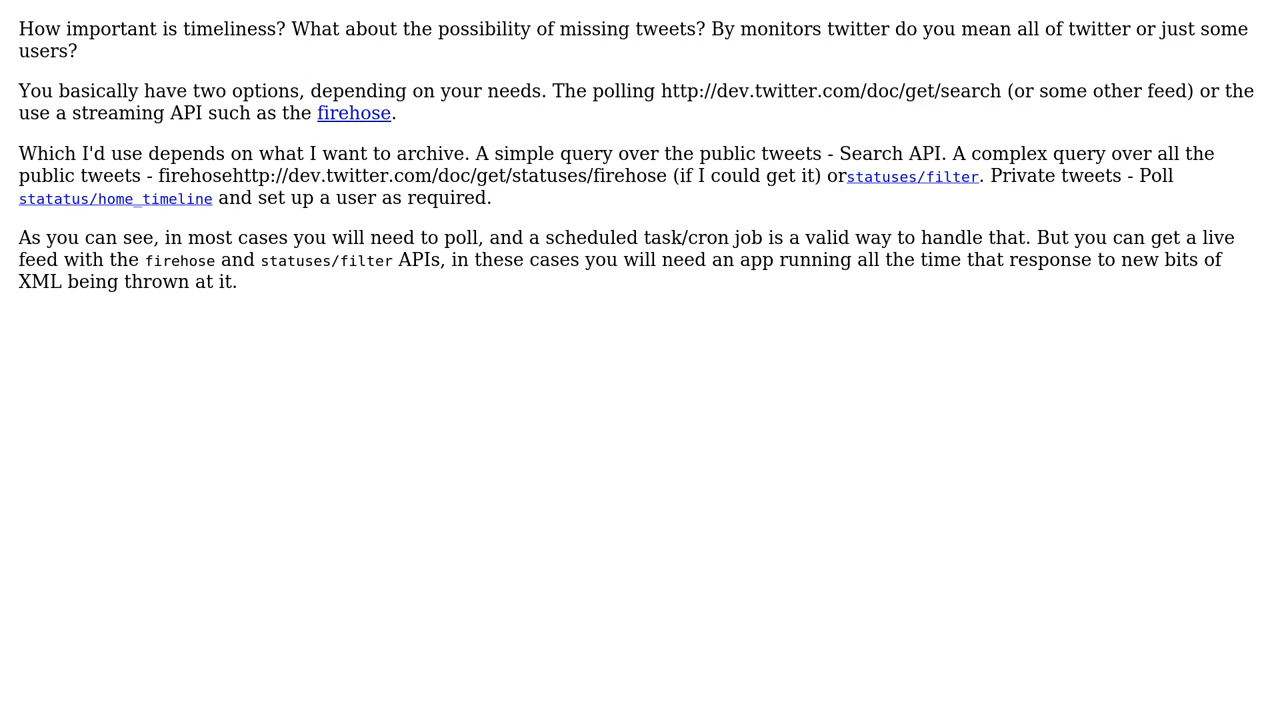 How important is timeliness? What about the possibility of missing tweets? By monitors twitter do you mean all of twitter or just some
users?
You basically have two options, depending on your needs. The polling http://dev.twitter.com/doc/get/search (or some other feed) or the
use a streaming API such as the firehose.
Which I'd use depends on what I want to archive. A simple query over the public tweets - Search API. A complex query over all the
public tweets - firehosehttp://dev.twitter.com/doc/get/statuses/firehose (if I could get it) orstatuses/filter. Private tweets - Poll
statatus/home_timeline and set up a user as required.
As you can see, in most cases you will need to poll, and a scheduled task/cron job is a valid way to handle that. But you can get a live
feed with the firehose and statuses/filter APIs, in these cases you will need an app running all the time that response to new bits of
XML being thrown at it.